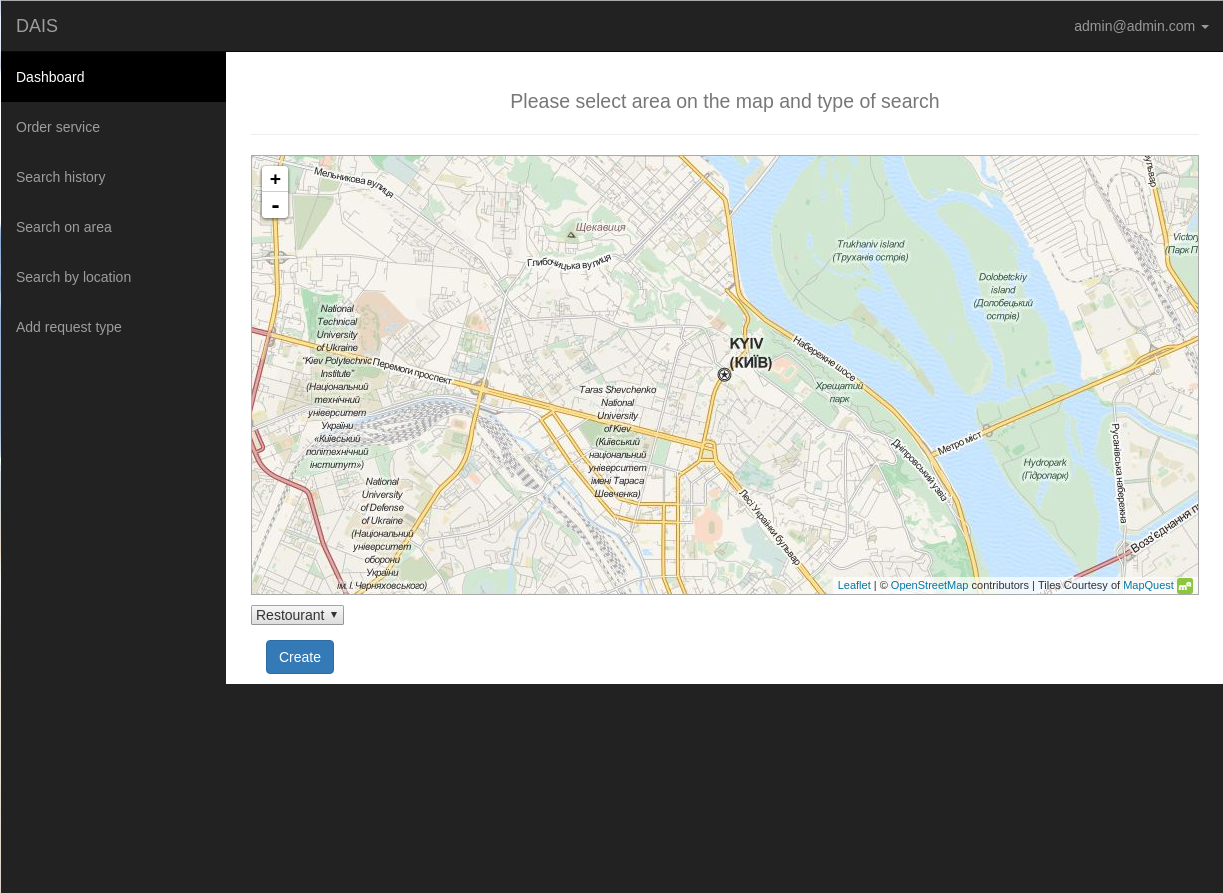 DAIS
admin@admin.com
Dashboard
Order service
Search history
Search on area
Search by location
Add request type
Please select area on the map and type of search
+
-
Мельникова вулиця
Щекавиця
Глибочицька вулиця
Trukhaniv island
(Труханів острів)
Dolobetckiy
island
(Долобецький
острів)
Victory
(Парк П
бульвар
National
Technical
University
of Ukraine
“Kiev Polytechnic
Institute”
(Національний
технічний
університет
України
«Київський
політехнічний
інститут»)
Перемоги проспект
KYIV
(КИЇВ)
Набережне шосе
Хрещатий
парк
Taras Shevchenko
National
University
of Kiev
(Київський
національний
університет
імені Тараса
Шевченка)
Метро міст
Дніпровський узвіз
Русанівська набережна
Hydropark
(Гідропарк)
National
University
of Defense
of Ukraine
(Національний
університет
оборони
України
ім. І. Черняховського)
Лесі Українки бульвар
Возз'єднання п
Leaflet | © OpenStreetMap contributors | Tiles Courtesy of MapQuest
Restourant
Create